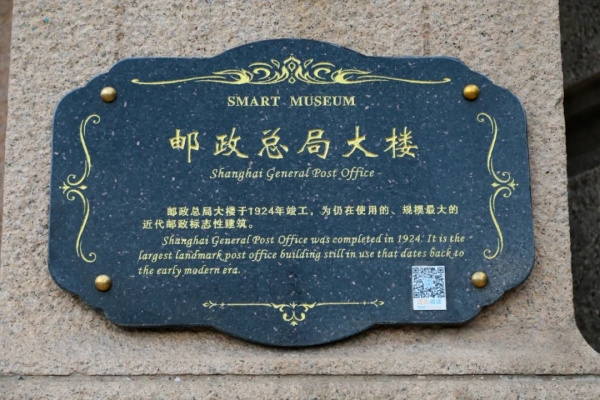 SMART MUSEUM
邮政总局大楼
Shanghai General Post Office
邮政总局大楼于1924年竣工，为仍在使用的、规模最大的
近代邮政标志性建筑。
Shanghai General Post Office was completed in 1924. It is the
largest landmark post office building still in use that dates back to
the early modern era.